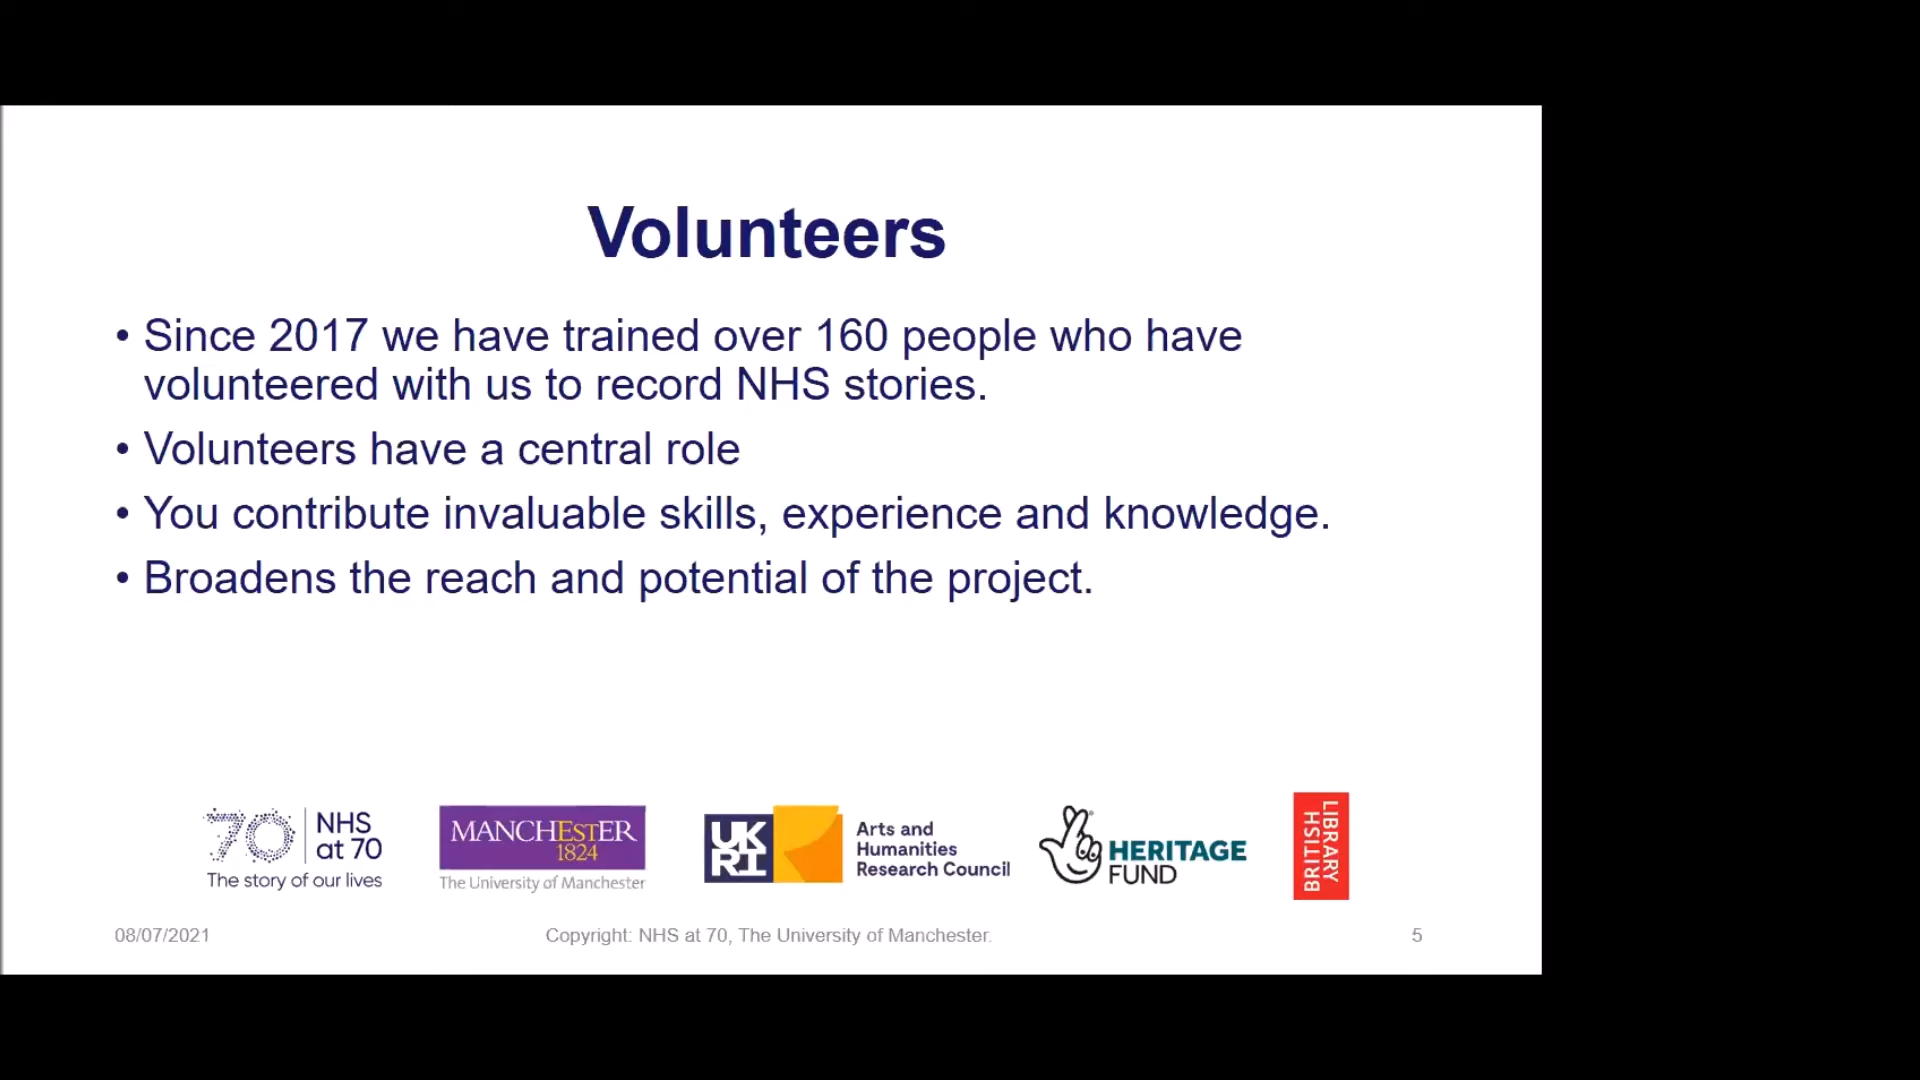 Volunteers
• Since 2017 we have trained over 160 people who have
volunteered with us to record NHS stories.
• Volunteers have a central role
• You contribute invaluable skills, experience and knowledge.
• Broadens the reach and potential of the project.
70 NHS
at 70
The story of our lives
MANCHESTER
1824
The University of Manchester
UK
RI
Arts and
Humanities
Research Council
HERITAGE
FUND
BRITISH
LIBRARY
08/07/2021
Copyright: NHS at 70, The University of Manchester.
5